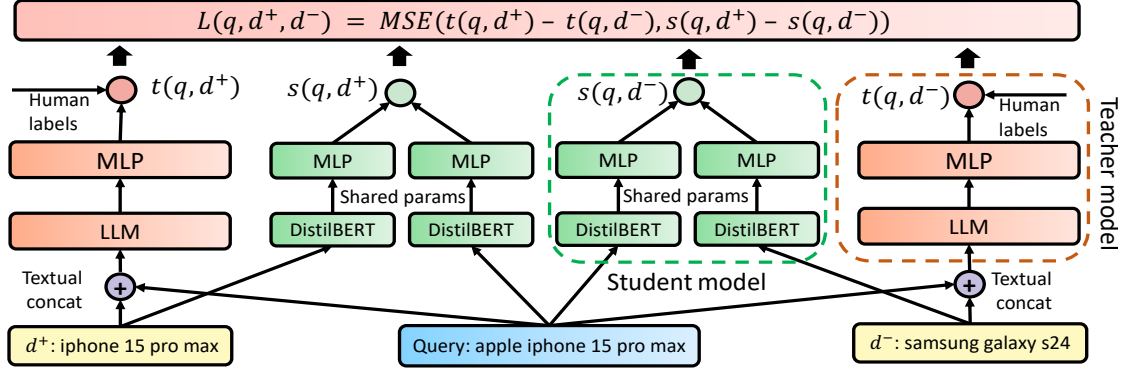 L(q, d⁺, d⁻) = MSE(t(q, d⁺) − t(q, d⁻), s(q, d⁺) − s(q, d⁻))
t(q, d⁺)
s(q, d⁺)
s(q, d⁻)
t(q, d⁻)
Human
labels
Human
labels
MLP
MLP
MLP
MLP
MLP
MLP
Shared params
Shared params
LLM
DistilBERT
DistilBERT
DistilBERT
DistilBERT
LLM
Teacher model
Student model
Textual
concat
+
+
Textual
concat
d⁺: iphone 15 pro max
Query: apple iphone 15 pro max
d⁻: samsung galaxy s24